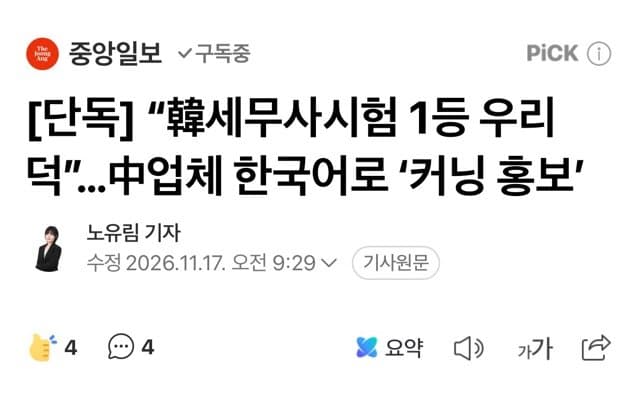 The JoongAng 중앙일보 구독중 PiCK
[단독] “韓세무사시험 1등 우리
덕”...中업체 한국어로 ‘커닝 홍보’
노유림 기자
수정 2026.11.17. 오전 9:29 기사원문
4 4 요약 가가